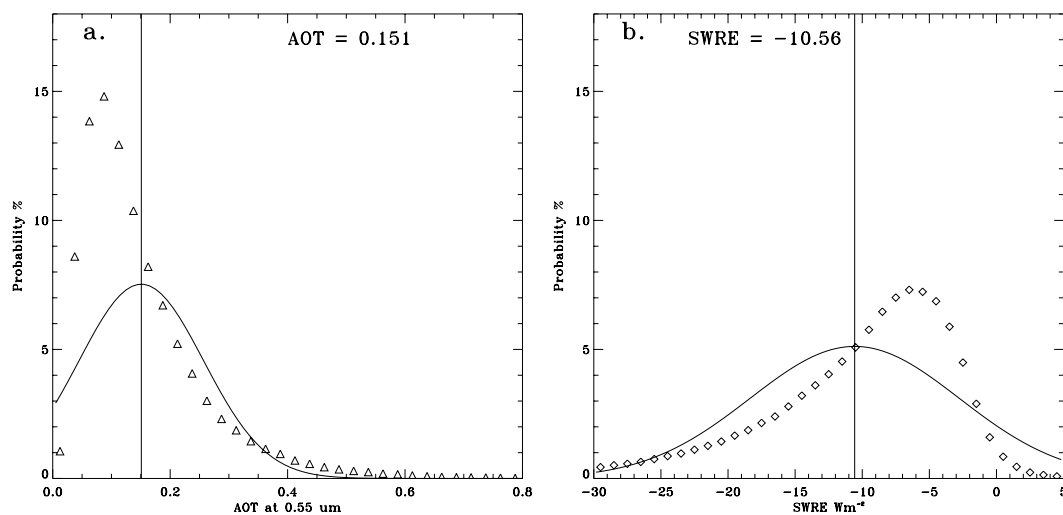 a.
AOT = 0.151
Probability %
15
10
5
0
0.0 0.2 0.4 0.6 0.8
AOT at 0.55 um
b.
SWRE = −10.56
Probability %
15
10
5
0
−30 −25 −20 −15 −10 −5 0 5
SWRE Wm⁻²